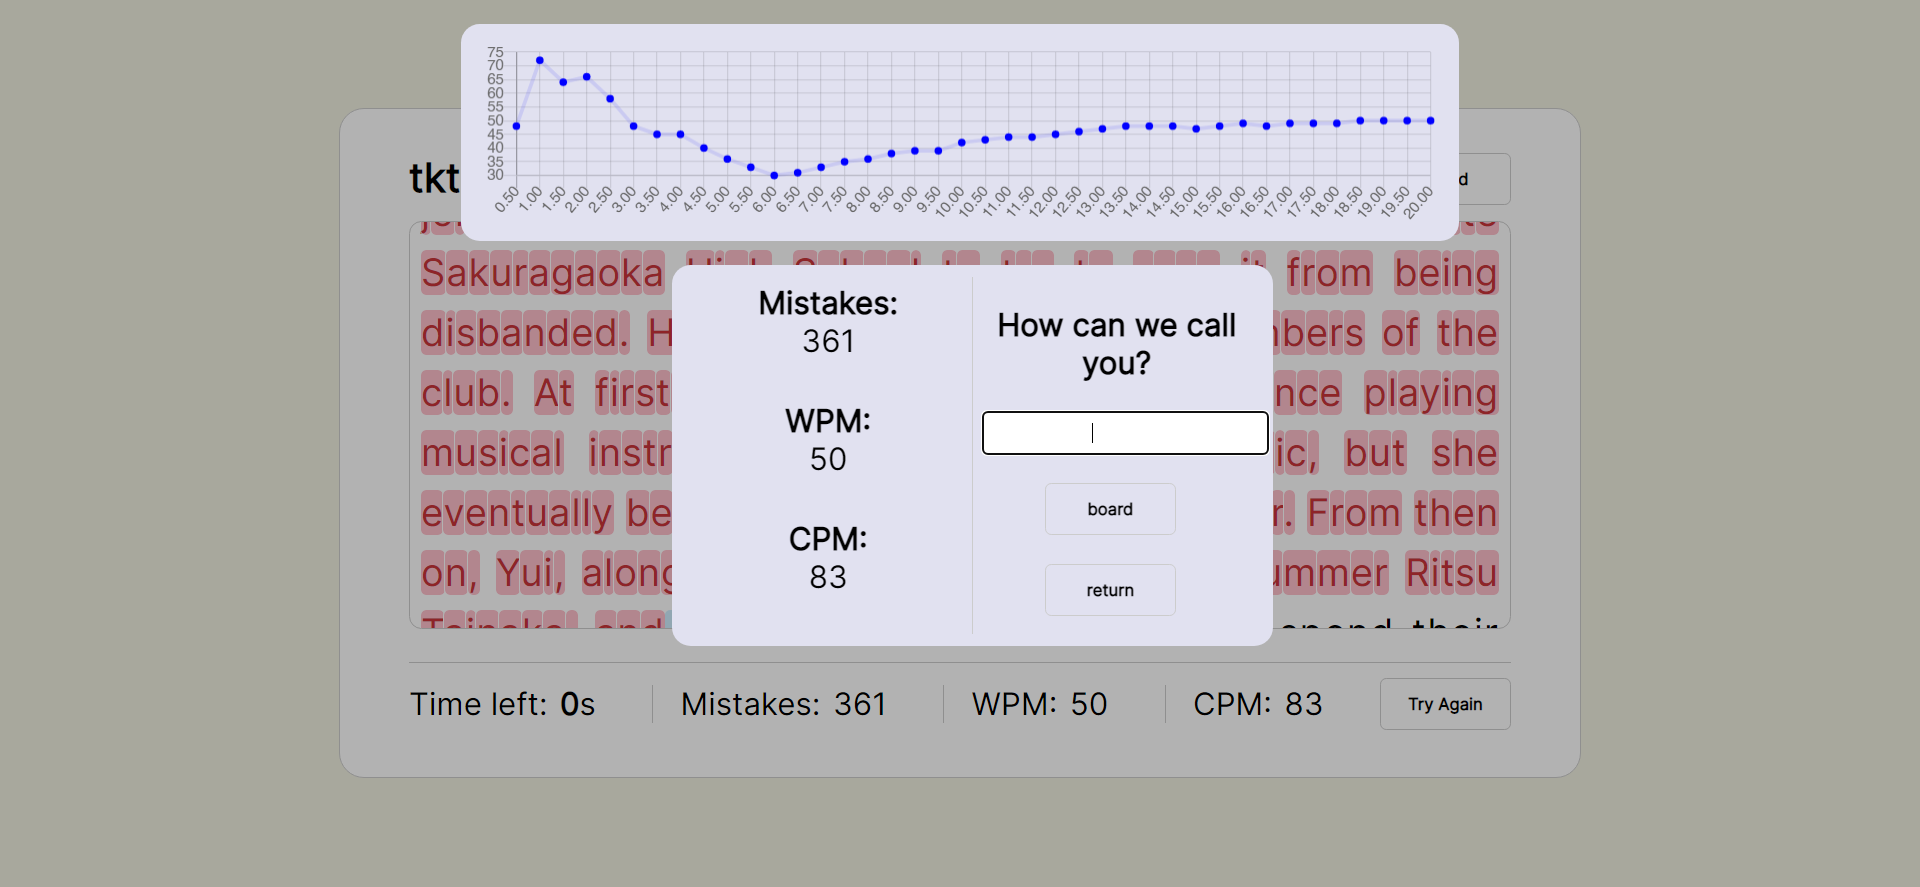 75
70
65
60
55
50
45
40
35
30
0.50 1.00 1.50 2.00 2.50 3.00 3.50 4.00 4.50 5.00 5.50 6.00 6.50 7.00 7.50 8.00 8.50 9.00 9.50 10.00 10.50 11.00 11.50 12.00 12.50 13.00 13.50 14.00 14.50 15.00 15.50 16.00 16.50 17.00 17.50 18.00 18.50 19.00 19.50 20.00
tkt
d
Sakuragaoka High School from being
disbanded. H bers of the
club. At first nce playing
musical instr ic, but she
eventually be r. From then
on, Yui, along ummer Ritsu
Tainaka, and spend their
Mistakes:
361
WPM:
50
CPM:
83
How can we call
you?
board
return
Time left: 0s
Mistakes: 361
WPM: 50
CPM: 83
Try Again